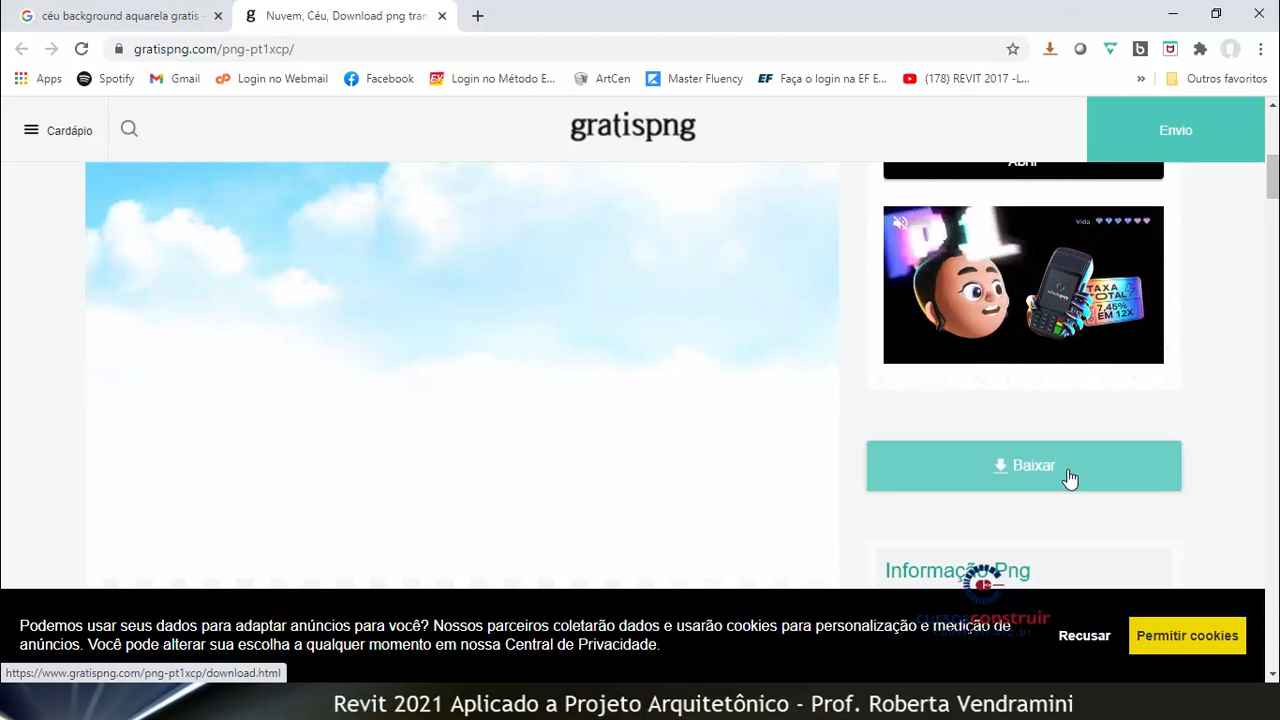 céu background aquarela gratis
Nuvem, Céu, Download png tran
gratispng.com/png-pt1xcp/
Apps
Spotify
Gmail
Login no Webmail
Facebook
Login no Método E...
ArtCen
Master Fluency
Faça o login na EF E...
(178) REVIT 2017 -L...
Outros favoritos
Cardápio
gratispng
Envio
Abrir
Vida
TAXA
TOTAL
7,45%
EM 12X
Baixar
Informação Png
cursosconstruir
Podemos usar seus dados para adaptar anúncios para você? Nossos parceiros coletarão dados e usarão cookies para personalização e medição de
anúncios. Você pode alterar sua escolha a qualquer momento em nossa Central de Privacidade.
Recusar
Permitir cookies
https://www.gratispng.com/png-pt1xcp/download.html
Revit 2021 Aplicado a Projeto Arquitetônico - Prof. Roberta Vendramini